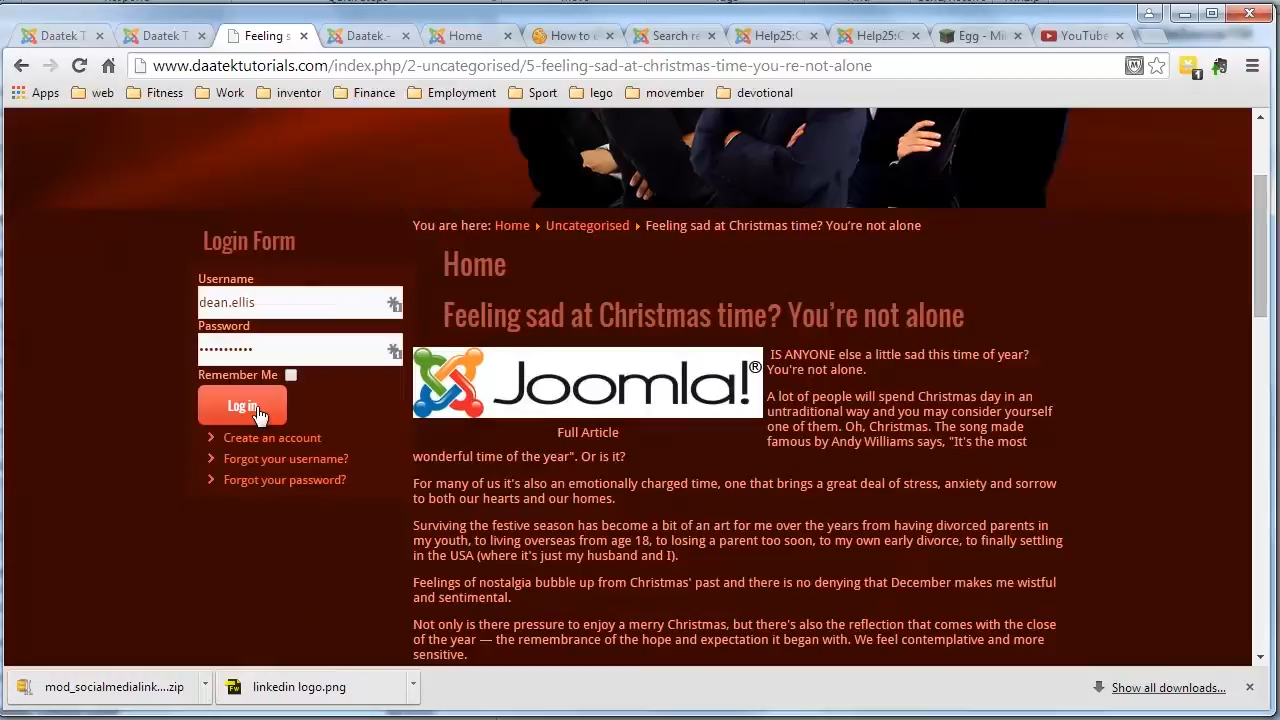 Daatek T
Daatek T
Feeling s
Daatek -
Home
How to c
Search re
Help25:C
Help25:C
Egg - Mi
YouTube
www.daatektutorials.com/index.php/2-uncategorised/5-feeling-sad-at-christmas-time-you-re-not-alone
1
Apps
web
Fitness
Work
inventor
Finance
Employment
Sport
lego
movember
devotional
You are here: Home Uncategorised Feeling sad at Christmas time? You're not alone
Login Form
Username
dean.ellis
Password
•••••••••••
Remember Me
Log in
Create an account
Forgot your username?
Forgot your password?
Home
Feeling sad at Christmas time? You're not alone
Joomla!®
Full Article
IS ANYONE else a little sad this time of year?
You're not alone.
A lot of people will spend Christmas day in an
untraditional way and you may consider yourself
one of them. Oh, Christmas. The song made
famous by Andy Williams says, "It's the most
wonderful time of the year". Or is it?
For many of us it's also an emotionally charged time, one that brings a great deal of stress, anxiety and sorrow
to both our hearts and our homes.
Surviving the festive season has become a bit of an art for me over the years from having divorced parents in
my youth, to living overseas from age 18, to losing a parent too soon, to my own early divorce, to finally settling
in the USA (where it's just my husband and I).
Feelings of nostalgia bubble up from Christmas' past and there is no denying that December makes me wistful
and sentimental.
Not only is there pressure to enjoy a merry Christmas, but there's also the reflection that comes with the close
of the year — the remembrance of the hope and expectation it began with. We feel contemplative and more
sensitive.
mod_socialmedialink....zip
linkedin logo.png
Show all downloads...